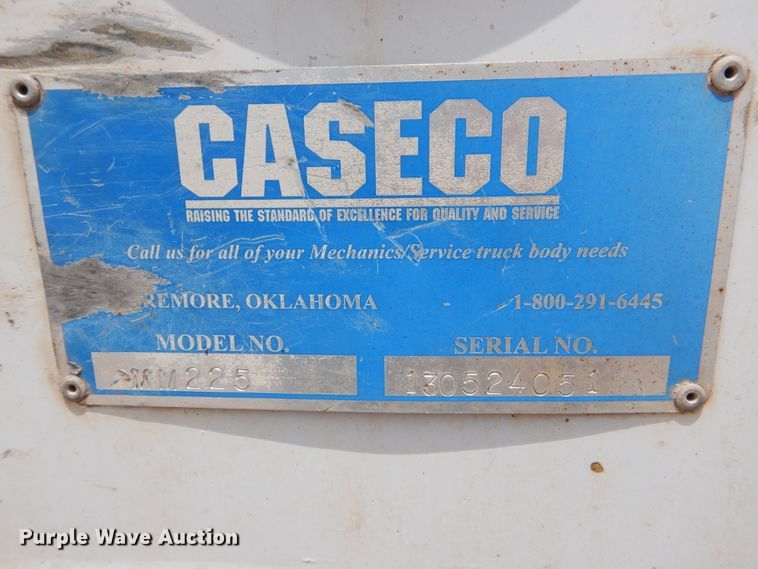 CASECO
RAISING THE STANDARD OF EXCELLENCE FOR QUALITY AND SERVICE
Call us for all of your Mechanics/Service truck body needs
REMORE, OKLAHOMA - 1-800-291-6445
MODEL NO. SERIAL NO.
MM225 130524051
Purple Wave Auction